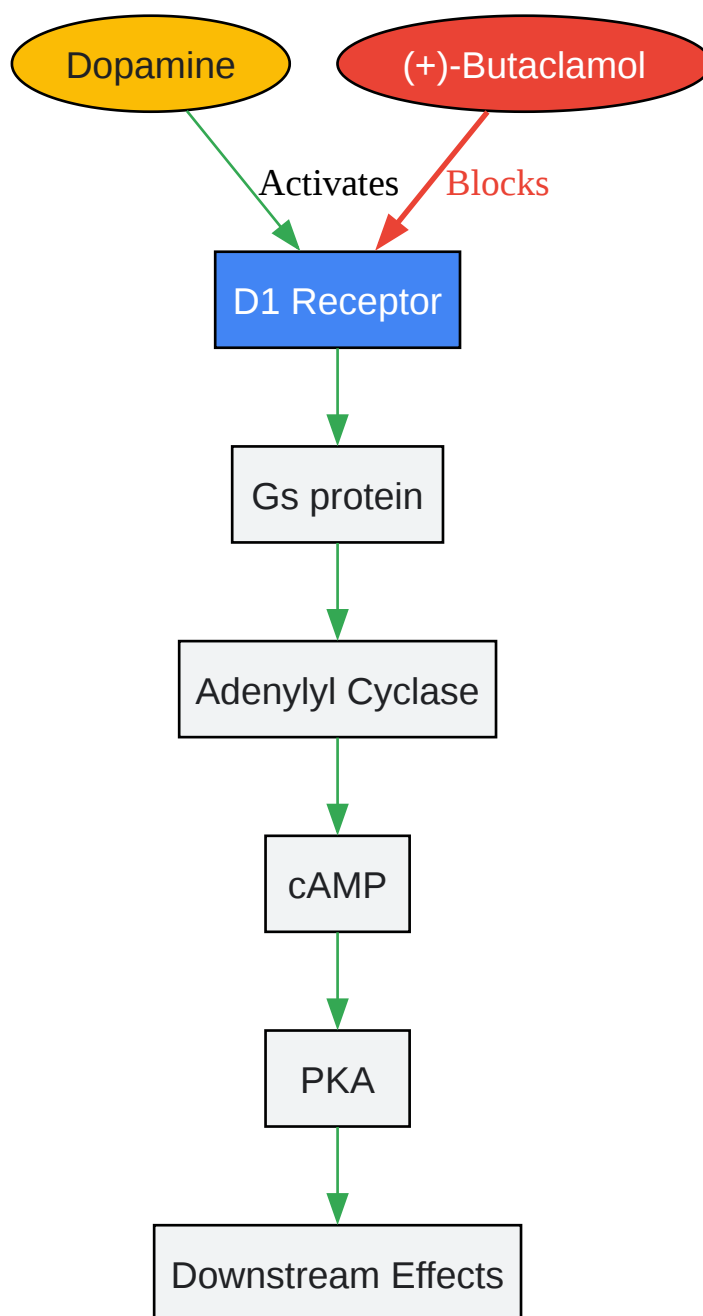 Dopamine
(+)-Butaclamol
Activates
Blocks
D1 Receptor
Gs protein
Adenylyl Cyclase
cAMP
PKA
Downstream Effects